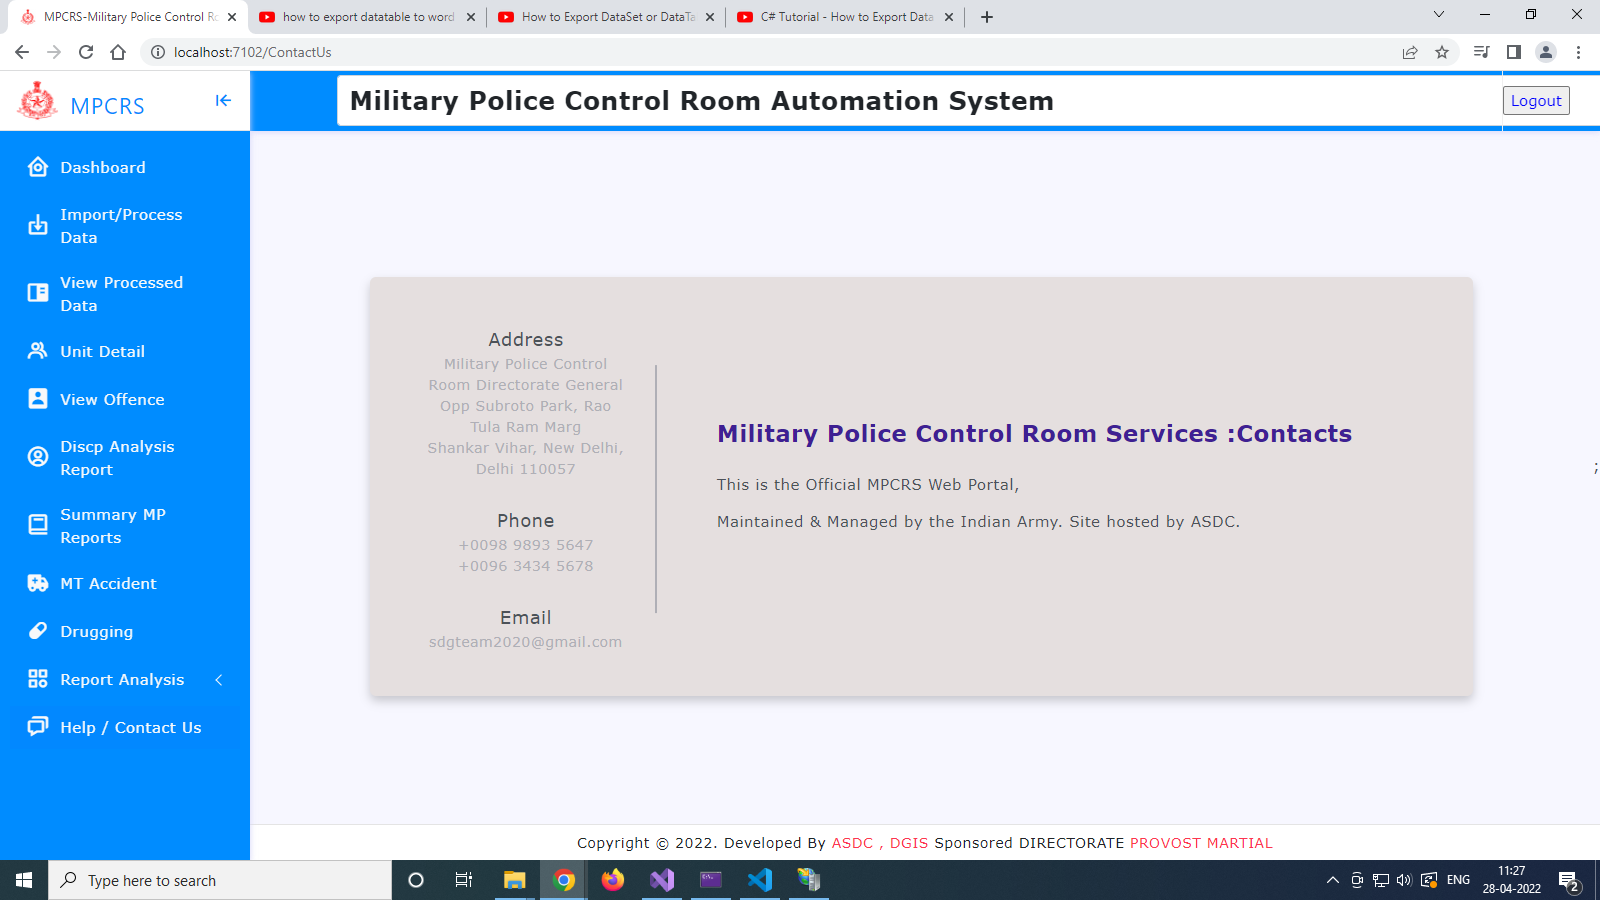 MPCRS-Military Police Control Ro
how to export datatable to word
How to Export DataSet or DataTa
C# Tutorial - How to Export Data
localhost:7102/ContactUs
MPCRS
Military Police Control Room Automation System
Logout
Dashboard
Import/Process
Data
View Processed
Data
Unit Detail
View Offence
Discp Analysis
Report
Summary MP
Reports
MT Accident
Drugging
Report Analysis
Help / Contact Us
Address
Military Police Control
Room Directorate General
Opp Subroto Park, Rao
Tula Ram Marg
Shankar Vihar, New Delhi,
Delhi 110057
Phone
+0098 9893 5647
+0096 3434 5678
Email
sdgteam2020@gmail.com
Military Police Control Room Services :Contacts
This is the Official MPCRS Web Portal,
Maintained & Managed by the Indian Army. Site hosted by ASDC.
;
Copyright © 2022. Developed By ASDC , DGIS Sponsored DIRECTORATE PROVOST MARTIAL
Type here to search
ENG
11:27
28-04-2022
2